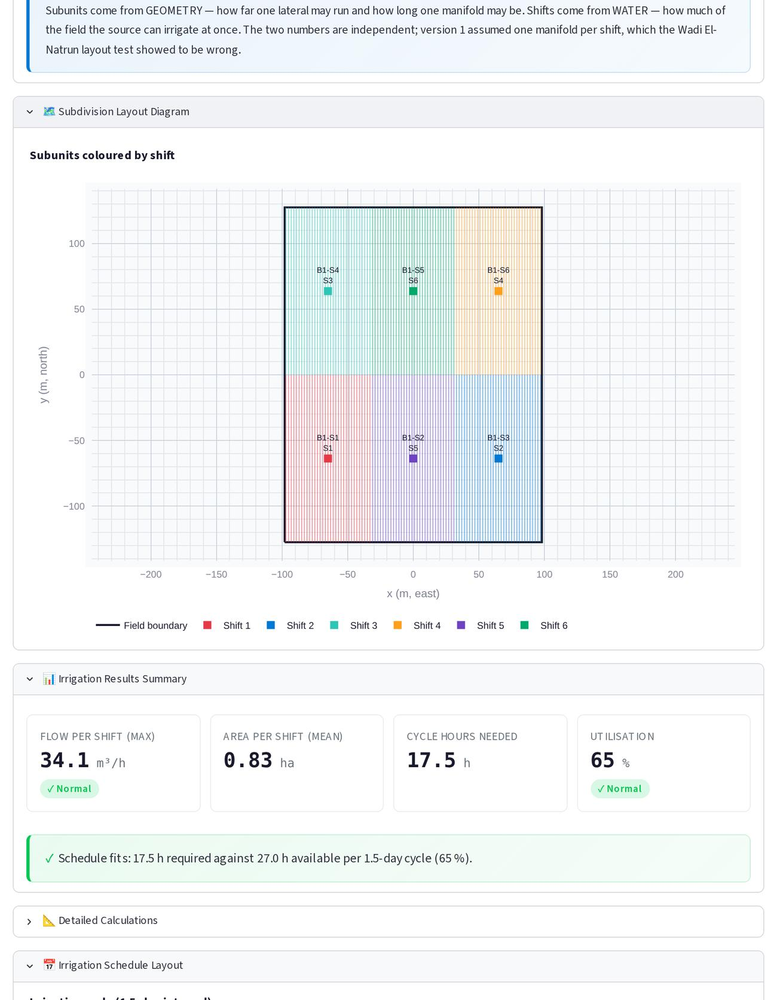 Subunits come from GEOMETRY — how far one lateral may run and how long one manifold may be. Shifts come from WATER — how much of
the field the source can irrigate at once. The two numbers are independent; version 1 assumed one manifold per shift, which the Wadi El-
Natrun layout test showed to be wrong.
Subdivision Layout Diagram
Subunits coloured by shift
100
50
0
−50
−100
y (m, north)
B1-S4
S3
B1-S5
S6
B1-S6
S4
B1-S1
S1
B1-S2
S5
B1-S3
S2
−200 −150 −100 −50 0 50 100 150 200
x (m, east)
Field boundary Shift 1 Shift 2 Shift 3 Shift 4 Shift 5 Shift 6
Irrigation Results Summary
FLOW PER SHIFT (MAX)
34.1 m³/h
✓ Normal
AREA PER SHIFT (MEAN)
0.83 ha
CYCLE HOURS NEEDED
17.5 h
UTILISATION
65 %
✓ Normal
✓ Schedule fits: 17.5 h required against 27.0 h available per 1.5-day cycle (65 %).
Detailed Calculations
Irrigation Schedule Layout